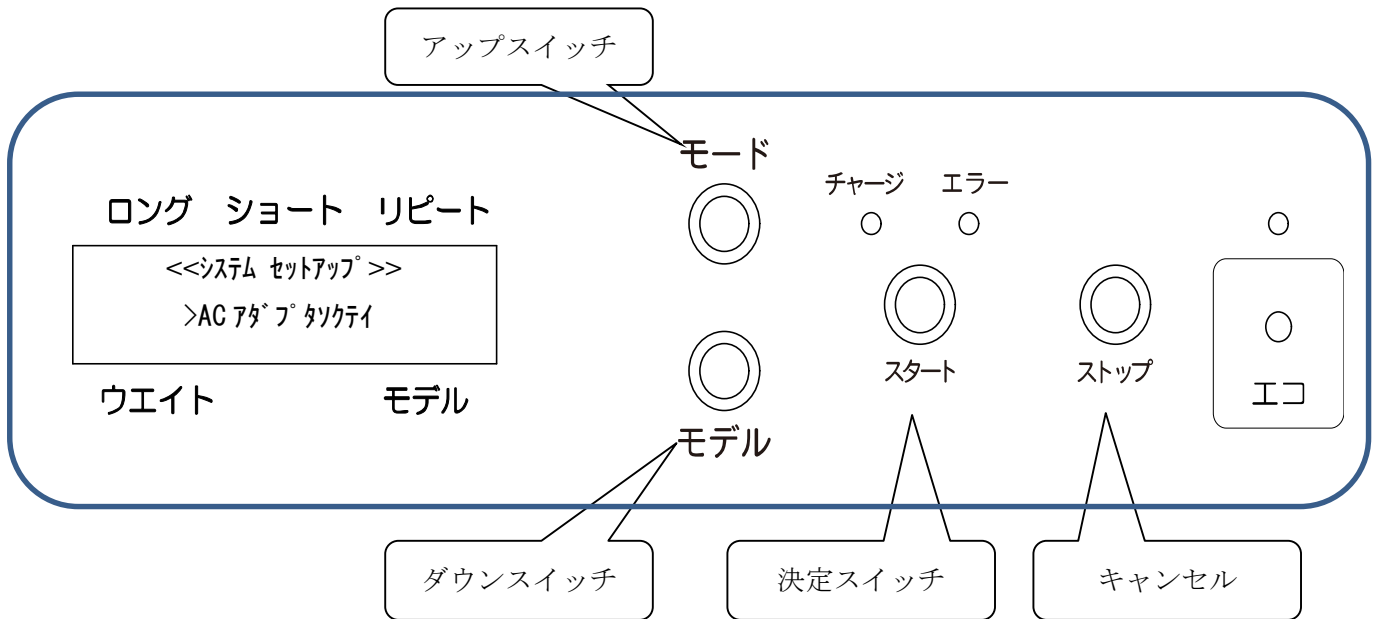 アップスイッチ
モード
チャージ エラー
ロング ショート リピート
<<ｼｽﾃﾑ ｾｯﾄｱｯﾌﾟ>>
>AC ｱﾀﾞﾌﾟﾀｿｸﾃｲ
スタート ストップ
ウエイト モデル
エコ
モデル
ダウンスイッチ 決定スイッチ キャンセル